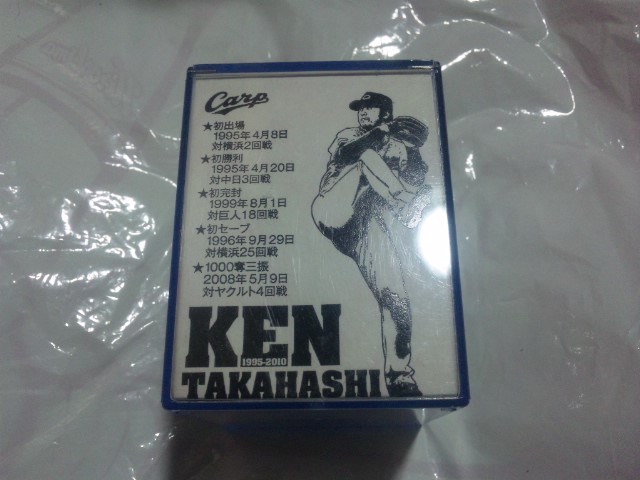 Carp
★初出場
1995年4月8日
対横浜2回戦
★初勝利
1995年4月20日
対中日3回戦
★初完封
1999年8月1日
対巨人18回戦
★初セーブ
1996年9月29日
対横浜25回戦
★1000奪三振
2008年5月9日
対ヤクルト4回戦
KEN
1995-2010
TAKAHASHI